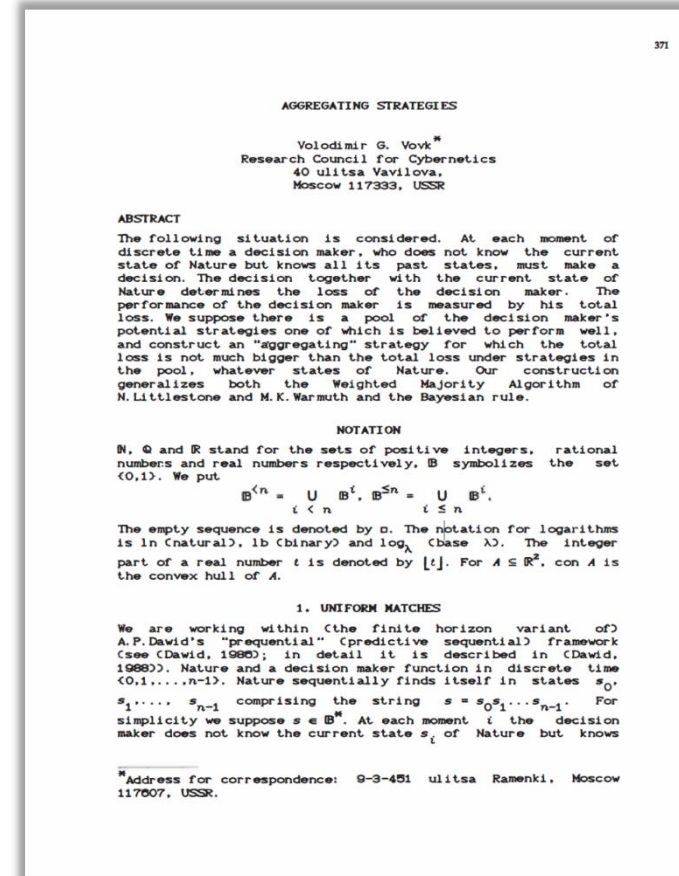 371
AGGREGATING STRATEGIES
Volodimir G. Vovk*
Research Council for Cybernetics
40 ulitsa Vavilova,
Moscow 117333, USSR
ABSTRACT
The following situation is considered. At each moment of
discrete time a decision maker, who does not know the current
state of Nature but knows all its past states, must make a
decision. The decision together with the current state of
Nature determines the loss of the decision maker. The
performance of the decision maker is measured by his total
loss. We suppose there is a pool of the decision maker's
potential strategies one of which is believed to perform well,
and construct an "aggregating" strategy for which the total
loss is not much bigger than the total loss under strategies in
the pool, whatever states of Nature. Our construction
generalizes both the Weighted Majority Algorithm of
N.Littlestone and M.K.Warmuth and the Bayesian rule.
NOTATION
ℕ, ℚ and ℝ stand for the sets of positive integers, rational
numbers and real numbers respectively, 𝔹 symbolizes the set
{0,1}. We put
𝔹^{<n} = ∪_{i < n} 𝔹^i, 𝔹^{≤n} = ∪_{i ≤ n} 𝔹^i.
The empty sequence is denoted by □. The notation for logarithms
is ln (natural), lb (binary) and log_λ (base λ). The integer
part of a real number t is denoted by ⌊t⌋. For A ⊆ ℝ², con A is
the convex hull of A.
1. UNIFORM MATCHES
We are working within (the finite horizon variant of)
A.P.Dawid's "prequential" (predictive sequential) framework
(see (Dawid, 1986); in detail it is described in (Dawid,
1988)). Nature and a decision maker function in discrete time
{0,1,...,n-1}. Nature sequentially finds itself in states s₀,
s₁,..., s_{n-1} comprising the string s = s₀s₁...s_{n-1}. For
simplicity we suppose s ∈ 𝔹*. At each moment i the decision
maker does not know the current state s_i of Nature but knows
*Address for correspondence: 9-3-451 ulitsa Ramenki, Moscow
117607, USSR.